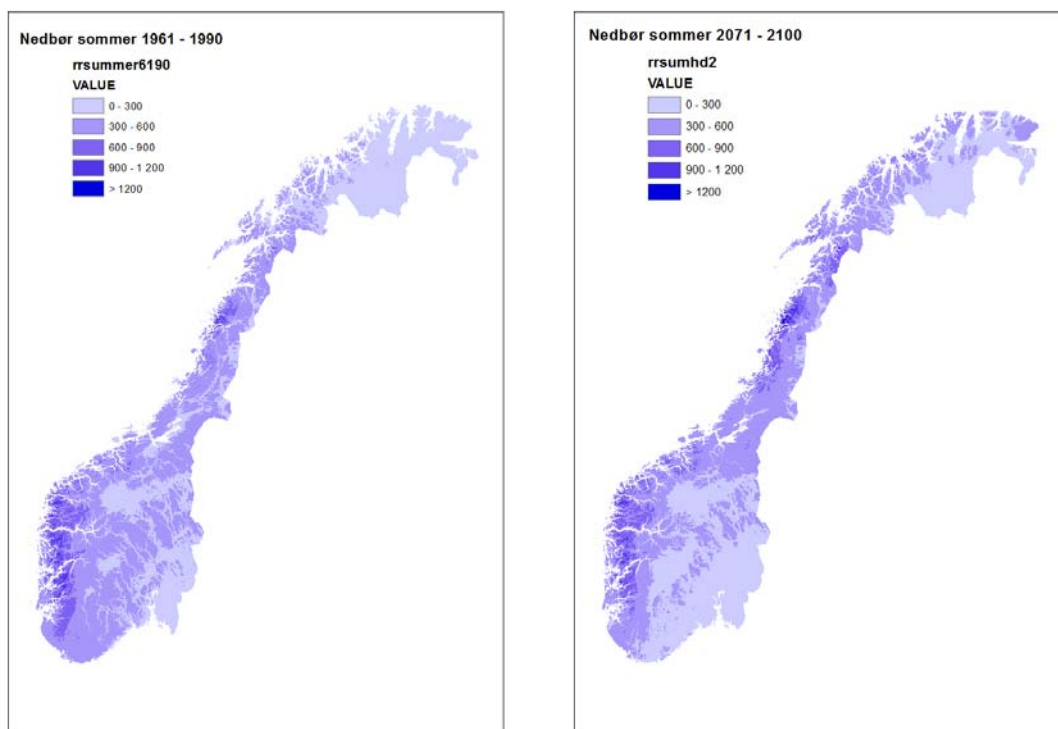 Nedbør sommer 1961 - 1990
rrsummer6190
VALUE
0 - 300
300 - 600
600 - 900
900 - 1 200
> 1200
Nedbør sommer 2071 - 2100
rrsumhd2
VALUE
0 - 300
300 - 600
600 - 900
900 - 1 200
> 1200